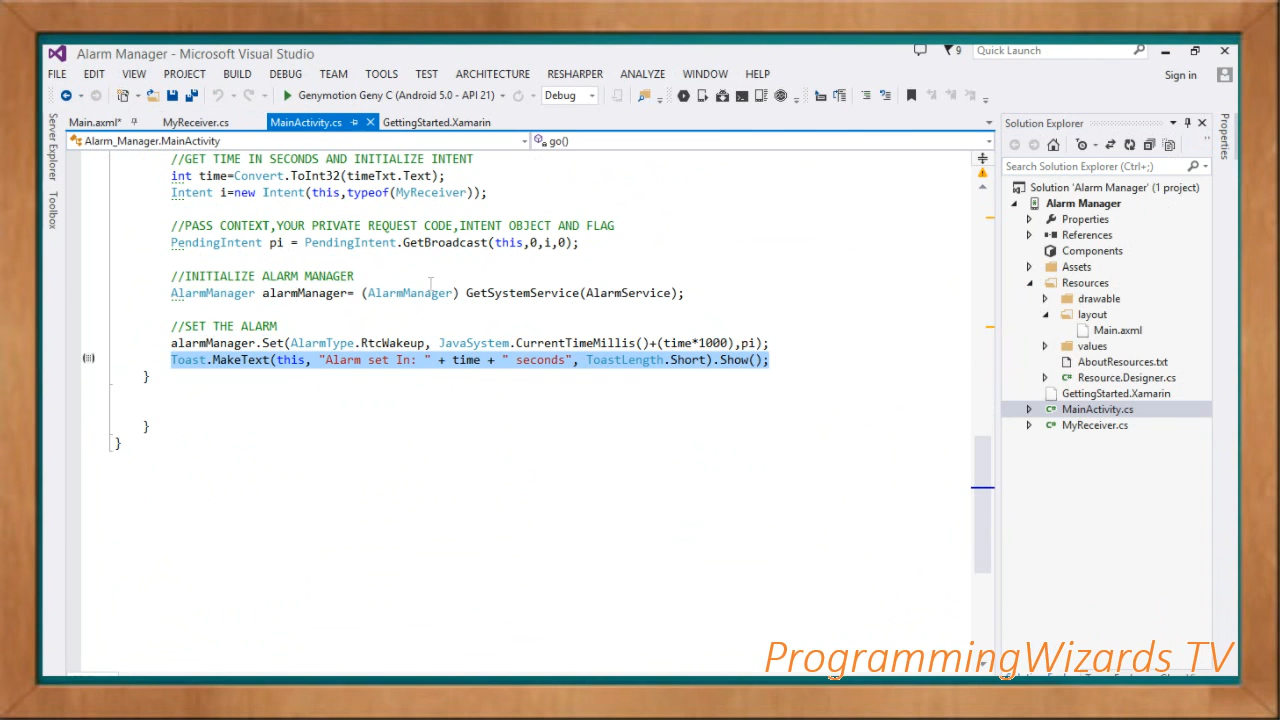 Alarm Manager - Microsoft Visual Studio
9
Quick Launch
FILE EDIT VIEW PROJECT BUILD DEBUG TEAM TOOLS TEST ARCHITECTURE RESHARPER ANALYZE WINDOW HELP
Sign in
Genymotion Geny C (Android 5.0 - API 21)
Debug
Server Explorer
Toolbox
Main.axml*
MyReceiver.cs
MainActivity.cs
GettingStarted.Xamarin
Alarm_Manager.MainActivity
go()
//GET TIME IN SECONDS AND INITIALIZE INTENT
int time=Convert.ToInt32(timeTxt.Text);
Intent i=new Intent(this,typeof(MyReceiver));
//PASS CONTEXT,YOUR PRIVATE REQUEST CODE,INTENT OBJECT AND FLAG
PendingIntent pi = PendingIntent.GetBroadcast(this,0,i,0);
//INITIALIZE ALARM MANAGER
AlarmManager alarmManager= (AlarmManager) GetSystemService(AlarmService);
//SET THE ALARM
alarmManager.Set(AlarmType.RtcWakeup, JavaSystem.CurrentTimeMillis()+(time*1000),pi);
Toast.MakeText(this, "Alarm set In: " + time + " seconds", ToastLength.Short).Show();
}
}
}
Solution Explorer
Search Solution Explorer (Ctrl+;)
Solution 'Alarm Manager' (1 project)
Alarm Manager
Properties
References
Components
Assets
Resources
drawable
layout
Main.axml
values
AboutResources.txt
Resource.Designer.cs
GettingStarted.Xamarin
MainActivity.cs
MyReceiver.cs
Properties
ProgrammingWizards TV